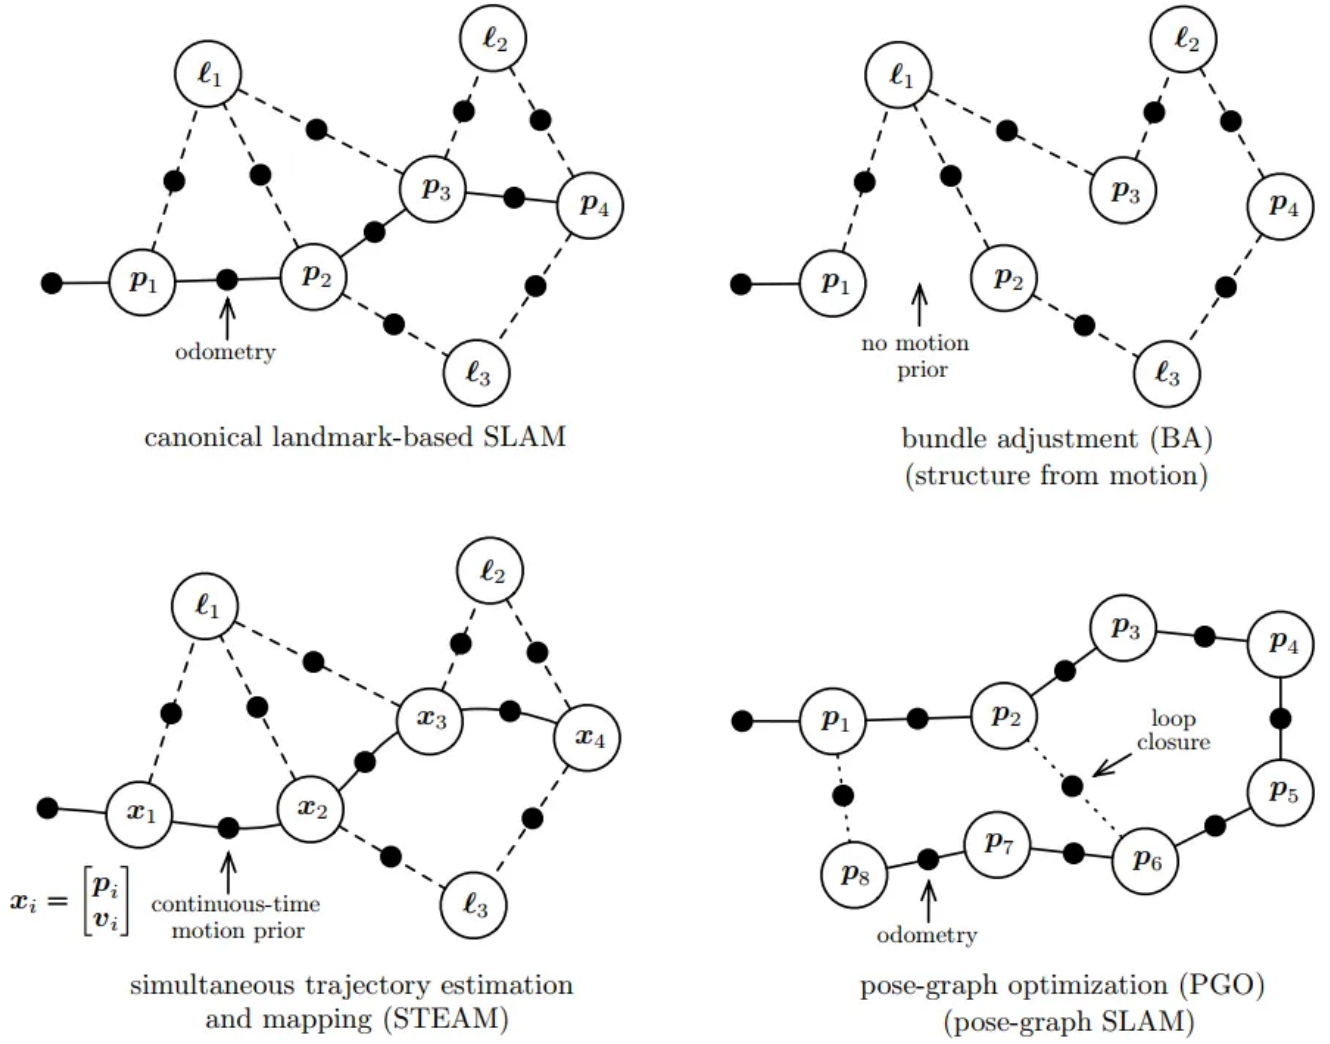 ℓ₁
ℓ₂
p₁
p₂
p₃
p₄
ℓ₃
odometry
canonical landmark-based SLAM
ℓ₁
ℓ₂
p₁
p₂
p₃
p₄
ℓ₃
no motion
prior
bundle adjustment (BA)
(structure from motion)
ℓ₁
ℓ₂
x₁
x₂
x₃
x₄
ℓ₃
xᵢ = [pᵢ
vᵢ]
continuous-time
motion prior
simultaneous trajectory estimation
and mapping (STEAM)
p₁
p₂
p₃
p₄
p₅
p₆
p₇
p₈
loop
closure
odometry
pose-graph optimization (PGO)
(pose-graph SLAM)